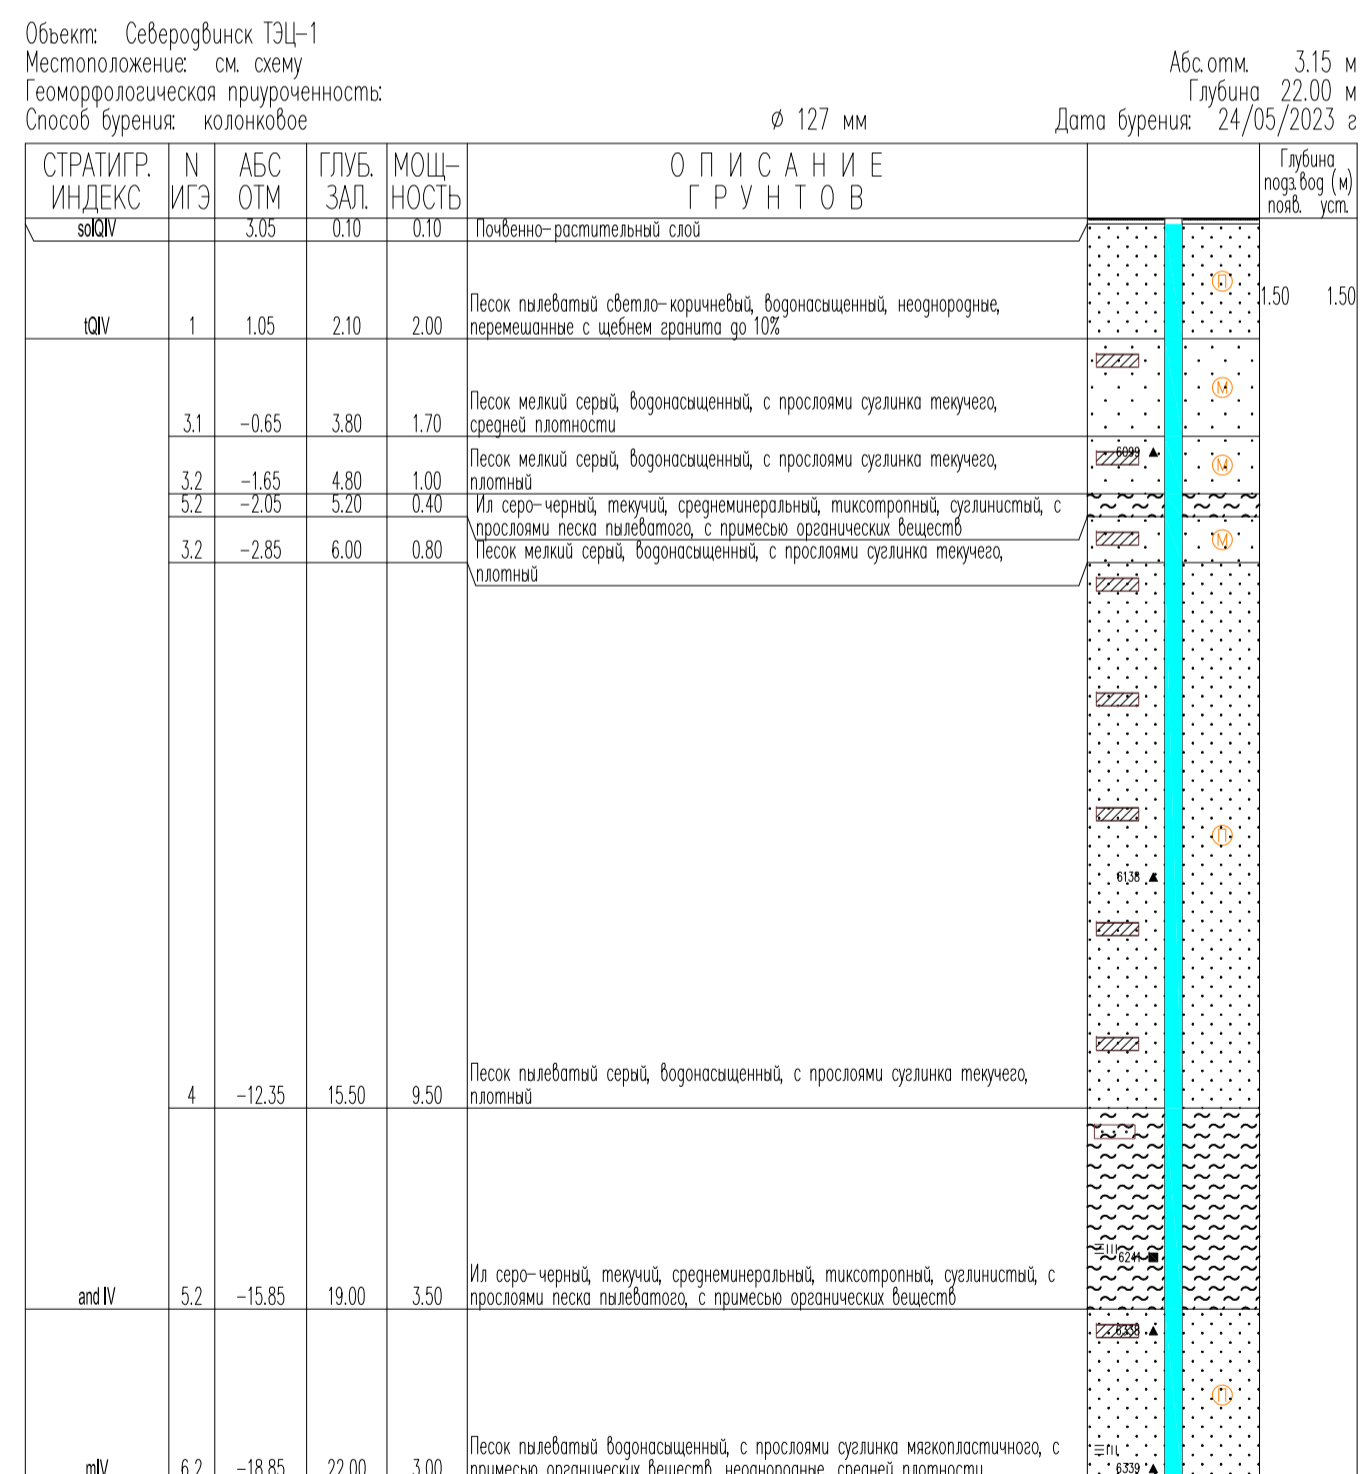 Объект: Северодвинск ТЭЦ-1
Местоположение: см. схему
Абс.отм. 3.15 м
Геоморфологическая приуроченность:
Глубина 22.00 м
Способ бурения: колонковое ϕ 127 мм Дата бурения: 24/05/2023 г
СТРАТИГР. ИНДЕКС N ИГЭ АБС ОТМ ГЛУБ. ЗАЛ. МОЩ-НОСТЬ ОПИСАНИЕ ГРУНТОВ Глубина подз.вод (м) появ. уст.
solQIV 3.05 0.10 0.10 Почвенно-растительный слой
П
1.50 1.50
Песок пылеватый светло-коричневый, водонасыщенный, неоднородные,
tQIV 1 1.05 2.10 2.00 перемешанные с щебнем гранита до 10%
М
Песок мелкий серый, водонасыщенный, с прослоями суглинка текучего,
3.1 -0.65 3.80 1.70 средней плотности
6099
Песок мелкий серый, водонасыщенный, с прослоями суглинка текучего,
М
3.2 -1.65 4.80 1.00 плотный
5.2 -2.05 5.20 0.40 Ил серо-черный, текучий, среднеминеральный, тиксотропный, суглинистый, с
прослоями песка пылеватого, с примесью органических веществ
М
3.2 -2.85 6.00 0.80 Песок мелкий серый, водонасыщенный, с прослоями суглинка текучего,
плотный
П
6138
Песок пылеватый серый, водонасыщенный, с прослоями суглинка текучего,
4 -12.35 15.50 9.50 плотный
6241
Ил серо-черный, текучий, среднеминеральный, тиксотропный, суглинистый, с
and IV 5.2 -15.85 19.00 3.50 прослоями песка пылеватого, с примесью органических веществ
П
Песок пылеватый водонасыщенный, с прослоями суглинка мягкопластичного, с
mIV 6.2 -18.85 22.00 3.00 примесью органических веществ, неоднородные, средней плотности
6339